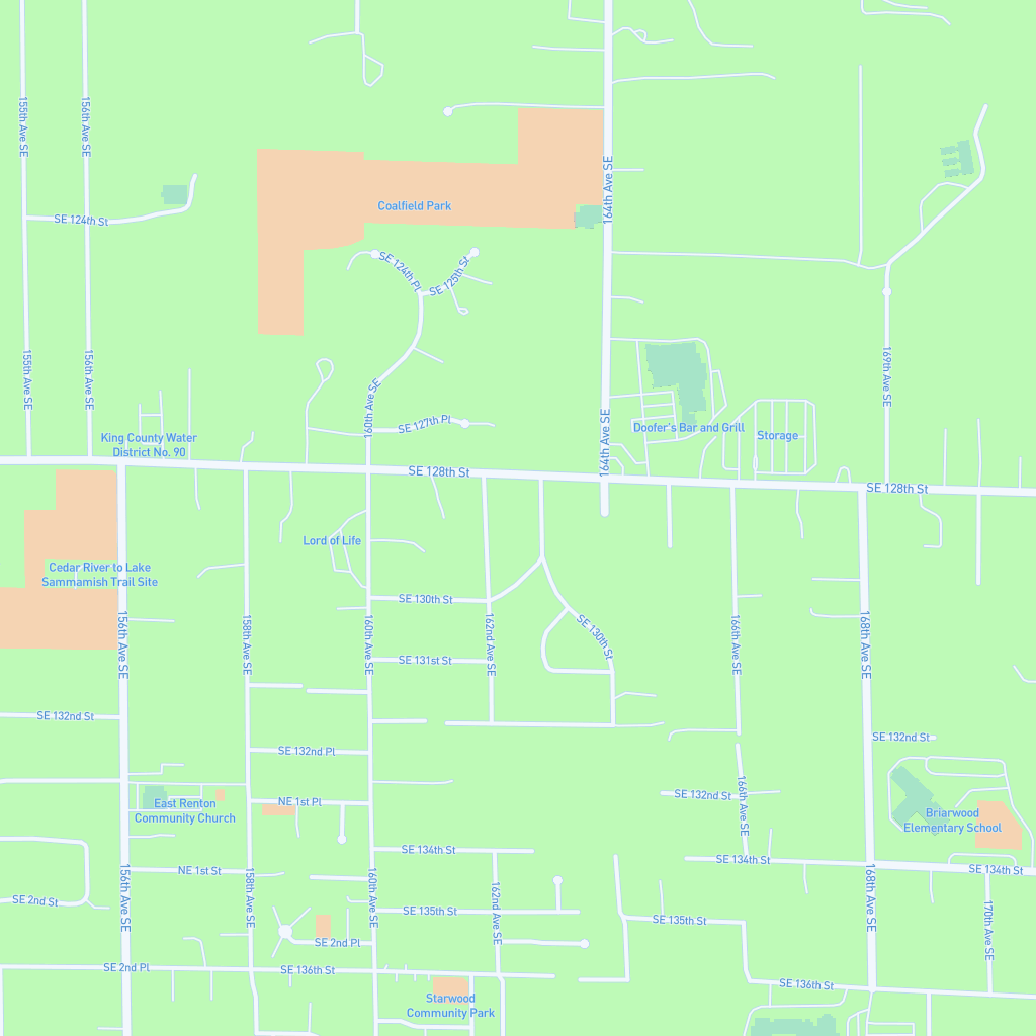 155th Ave SE
156th Ave SE
164th Ave SE
Coalfield Park
SE 124th St
SE 124th Pl
SE 125th St
155th Ave SE
156th Ave SE
169th Ave SE
160th Ave SE
SE 127th Pl
164th Ave SE
Doofer's Bar and Grill
Storage
King County Water
District No. 90
SE 128th St
SE 128th St
Lord of Life
Cedar River to Lake
Sammamish Trail Site
SE 130th St
156th Ave SE
158th Ave SE
160th Ave SE
162nd Ave SE
SE 130th St
166th Ave SE
168th Ave SE
SE 131st St
SE 132nd St
SE 132nd St
SE 132nd Pl
SE 132nd St
166th Ave SE
East Renton
Community Church
NE 1st Pl
Briarwood
Elementary School
SE 134th St
SE 134th St
SE 134th St
NE 1st St
156th Ave SE
158th Ave SE
160th Ave SE
162nd Ave SE
168th Ave SE
170th Ave SE
SE 2nd St
SE 135th St
SE 135th St
SE 2nd Pl
SE 2nd Pl
SE 136th St
SE 136th St
Starwood
Community Park